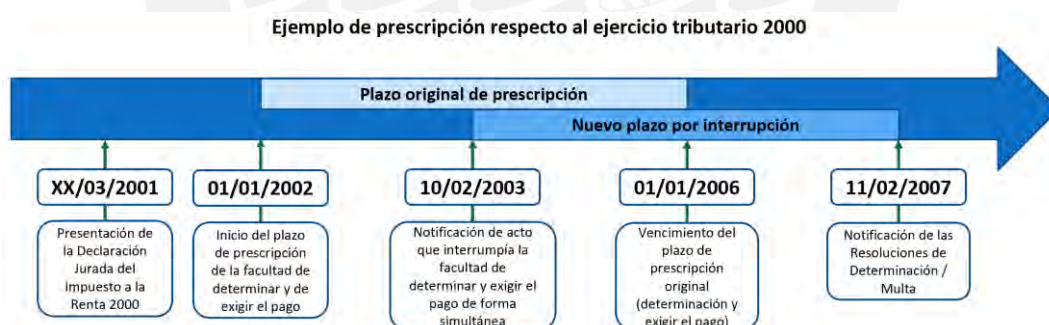 Ejemplo de prescripción respecto al ejercicio tributario 2000
Plazo original de prescripción
Nuevo plazo por interrupción
XX/03/2001
01/01/2002
10/02/2003
01/01/2006
11/02/2007
Presentación de
la Declaración
Jurada del
Impuesto a la
Renta 2000
Inicio del plazo
de prescripción
de la facultad de
determinar y de
exigir el pago
Notificación de acto
que interrumpía la
facultad de
determinar y exigir el
pago de forma
simultánea
Vencimiento del
plazo de
prescripción
original
(determinación y
exigir el pago)
Notificación de las
Resoluciones de
Determinación /
Multa